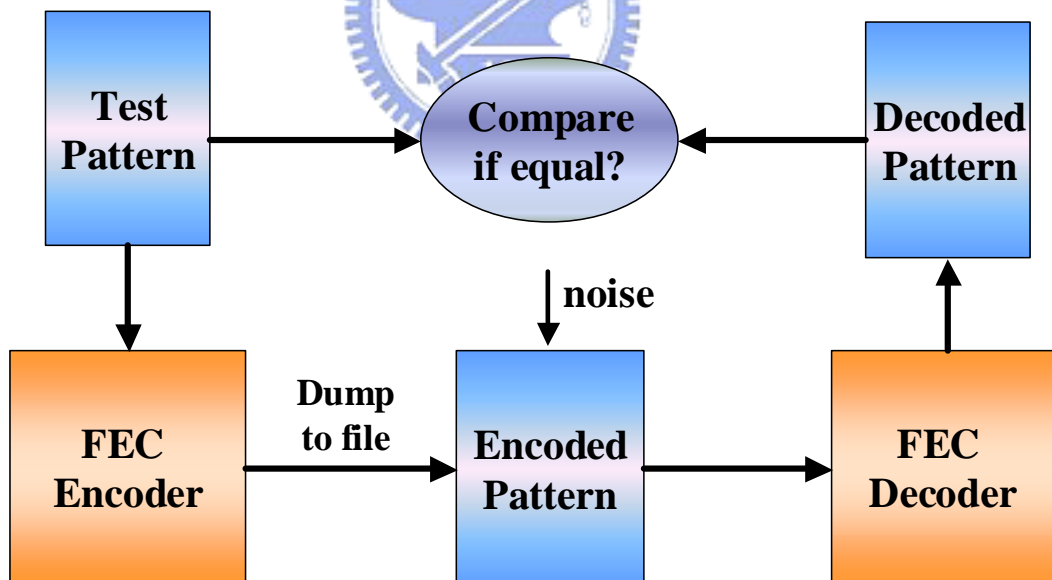 Test
Pattern
Compare
if equal?
Decoded
Pattern
noise
FEC
Encoder
Dump
to file
Encoded
Pattern
FEC
Decoder